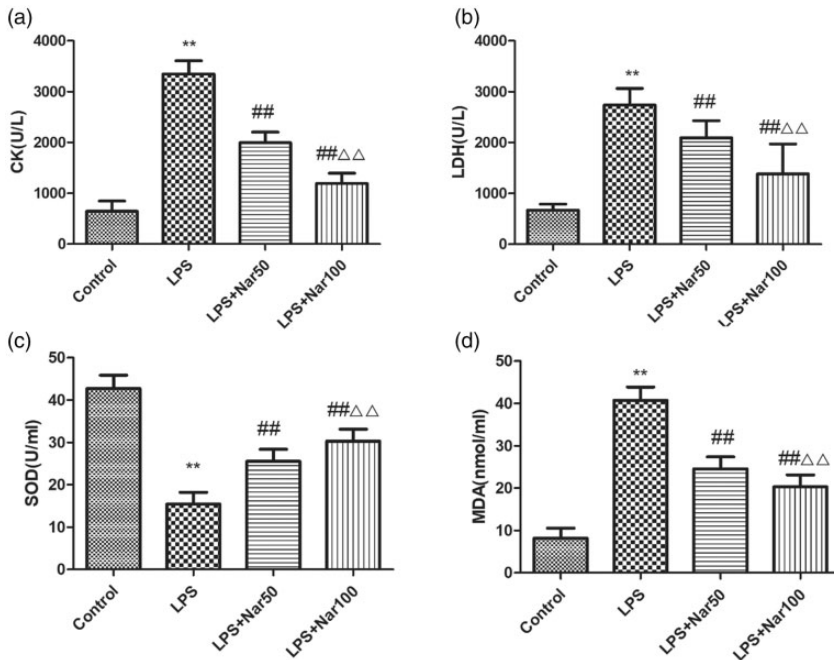 (a)
CK(U/L)
4000
3000
2000
1000
0
**
##
##△△
Control
LPS
LPS+Nar50
LPS+Nar100
(b)
LDH(U/L)
4000
3000
2000
1000
0
**
##
##△△
Control
LPS
LPS+Nar50
LPS+Nar100
(c)
SOD(U/ml)
50
40
30
20
10
0
**
##
##△△
Control
LPS
LPS+Nar50
LPS+Nar100
(d)
MDA(nmol/ml)
50
40
30
20
10
0
**
##
##△△
Control
LPS
LPS+Nar50
LPS+Nar100